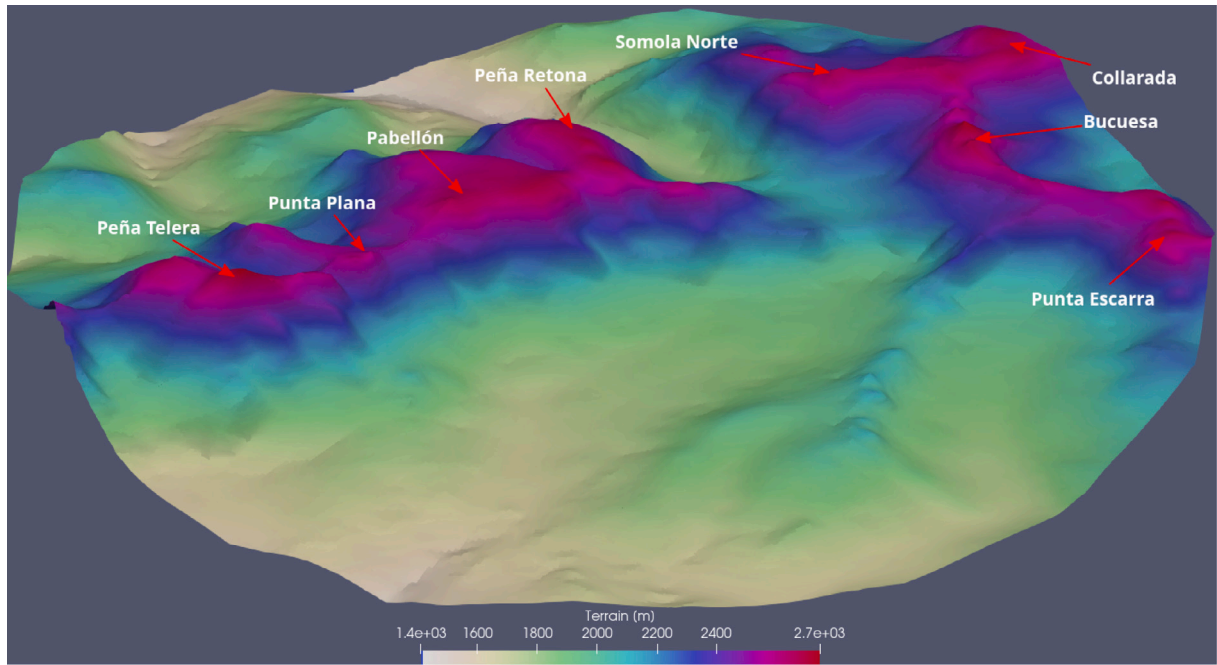 Somola Norte
Collarada
Peña Retona
Bucuesa
Pabellón
Punta Plana
Peña Telera
Punta Escarra
Terrain (m)
1.4e+03 1600 1800 2000 2200 2400 2.7e+03